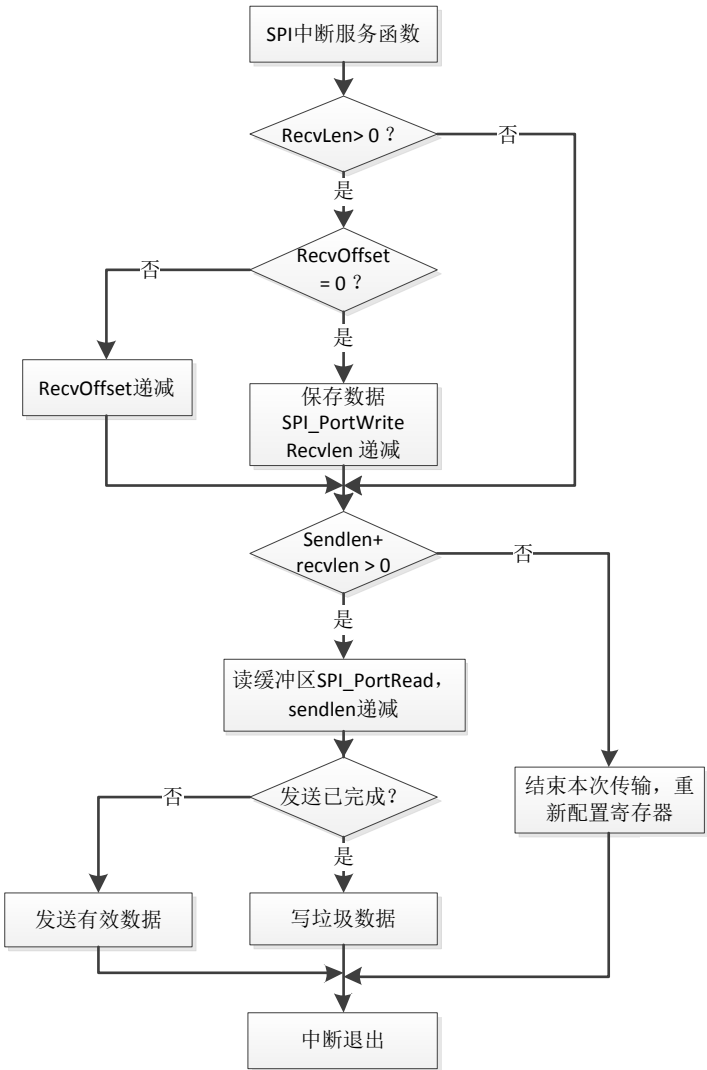 SPI中断服务函数
RecvLen> 0 ?
否
是
RecvOffset
= 0 ?
否
是
RecvOffset递减
保存数据
SPI_PortWrite
Recvlen 递减
Sendlen+
recvlen > 0
否
是
读缓冲区SPI_PortRead，
sendlen递减
发送已完成?
否
是
结束本次传输，重
新配置寄存器
发送有效数据
写垃圾数据
中断退出